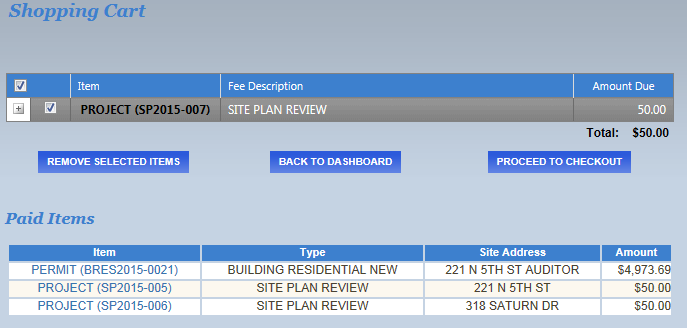 Shopping Cart
Item Fee Description Amount Due
PROJECT (SP2015-007) SITE PLAN REVIEW 50.00
Total: $50.00
REMOVE SELECTED ITEMS BACK TO DASHBOARD PROCEED TO CHECKOUT
Paid Items
Item Type Site Address Amount
PERMIT (BRES2015-0021) BUILDING RESIDENTIAL NEW 221 N 5TH ST AUDITOR $4,973.69
PROJECT (SP2015-005) SITE PLAN REVIEW 221 N 5TH ST $50.00
PROJECT (SP2015-006) SITE PLAN REVIEW 318 SATURN DR $50.00